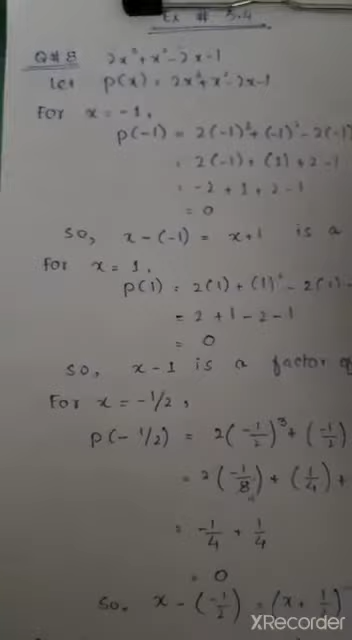 Ex # 5.4
Q # 8 2x³+x²-2x-1
Let P(x) = 2x³+x²-2x-1
For x = -1,
P(-1) = 2(-1)³+(-1)²-2(-1)
= 2(-1)+(1)+2-1
= -2+1+2-1
= 0
So, x-(-1) = x+1 is a
For x = 1,
P(1) = 2(1)+(1)²-2(1)-
= 2+1-2-1
= 0
So, x-1 is a factor of
For x = -1/2,
P(-1/2) = 2(-1/2)³+(-1/2)
= 2(-1/8)+(1/4)+
= -1/4 + 1/4
= 0
So, x-(-1/2) = (x+1/2)
XRecorder